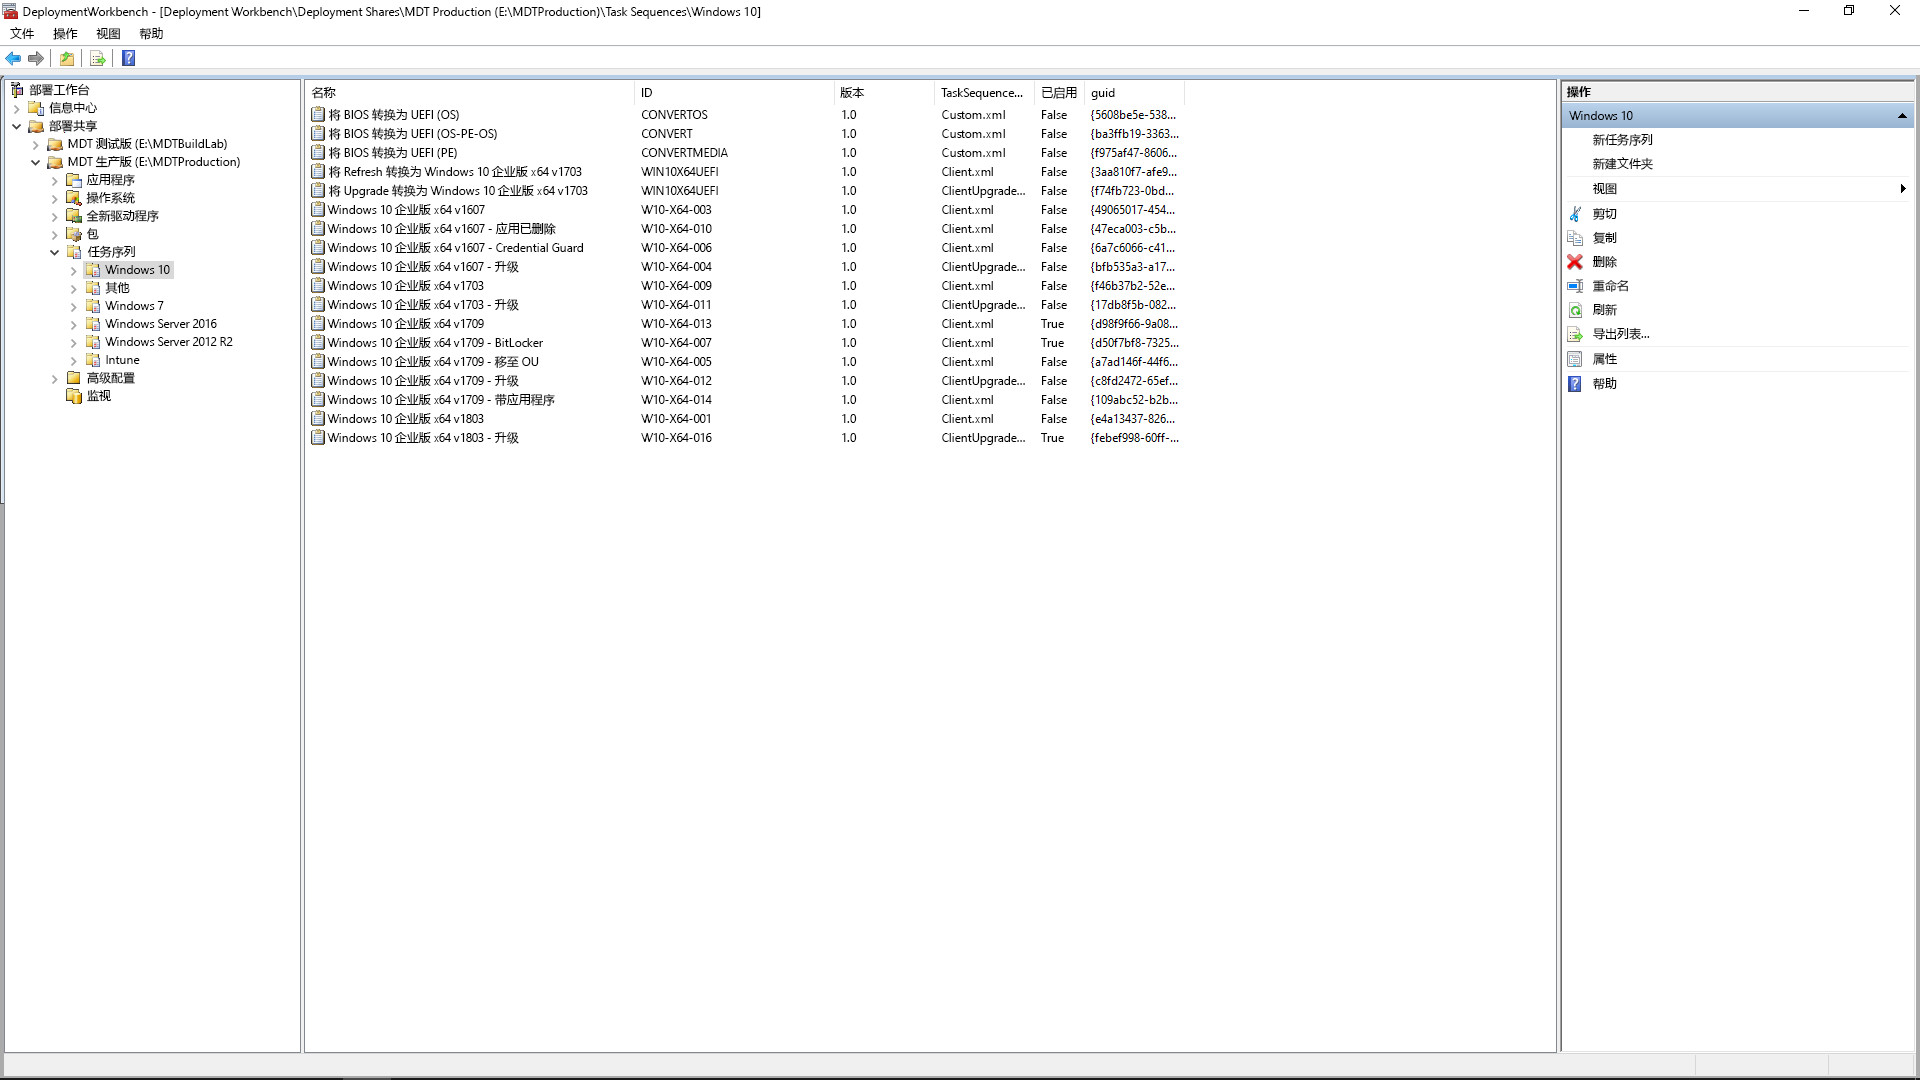 DeploymentWorkbench - [Deployment Workbench\Deployment Shares\MDT Production (E:\MDTProduction)\Task Sequences\Windows 10]
文件 操作 视图 帮助
部署工作台
信息中心
部署共享
MDT 测试版 (E:\MDTBuildLab)
MDT 生产版 (E:\MDTProduction)
应用程序
操作系统
全新驱动程序
包
任务序列
Windows 10
其他
Windows 7
Windows Server 2016
Windows Server 2012 R2
Intune
高级配置
监视
名称 ID 版本 TaskSequence... 已启用 guid
将 BIOS 转换为 UEFI (OS) CONVERTOS 1.0 Custom.xml False {5608be5e-538...
将 BIOS 转换为 UEFI (OS-PE-OS) CONVERT 1.0 Custom.xml False {ba3ffb19-3363...
将 BIOS 转换为 UEFI (PE) CONVERTMEDIA 1.0 Custom.xml False {f975af47-8606...
将 Refresh 转换为 Windows 10 企业版 x64 v1703 WIN10X64UEFI 1.0 Client.xml False {3aa810f7-afe9...
将 Upgrade 转换为 Windows 10 企业版 x64 v1703 WIN10X64UEFI 1.0 ClientUpgrade... False {f74fb723-0bd...
Windows 10 企业版 x64 v1607 W10-X64-003 1.0 Client.xml False {49065017-454...
Windows 10 企业版 x64 v1607 - 应用已删除 W10-X64-010 1.0 Client.xml False {47eca003-c5b...
Windows 10 企业版 x64 v1607 - Credential Guard W10-X64-006 1.0 Client.xml False {6a7c6066-c41...
Windows 10 企业版 x64 v1607 - 升级 W10-X64-004 1.0 ClientUpgrade... False {bfb535a3-a17...
Windows 10 企业版 x64 v1703 W10-X64-009 1.0 Client.xml False {f46b37b2-52e...
Windows 10 企业版 x64 v1703 - 升级 W10-X64-011 1.0 ClientUpgrade... False {17db8f5b-082...
Windows 10 企业版 x64 v1709 W10-X64-013 1.0 Client.xml True {d98f9f66-9a08...
Windows 10 企业版 x64 v1709 - BitLocker W10-X64-007 1.0 Client.xml True {d50f7bf8-7325...
Windows 10 企业版 x64 v1709 - 移至 OU W10-X64-005 1.0 Client.xml False {a7ad146f-44f6...
Windows 10 企业版 x64 v1709 - 升级 W10-X64-012 1.0 ClientUpgrade... False {c8fd2472-65ef...
Windows 10 企业版 x64 v1709 - 带应用程序 W10-X64-014 1.0 Client.xml False {109abc52-b2b...
Windows 10 企业版 x64 v1803 W10-X64-001 1.0 Client.xml False {e4a13437-826...
Windows 10 企业版 x64 v1803 - 升级 W10-X64-016 1.0 ClientUpgrade... True {febef998-60ff-...
操作
Windows 10
新任务序列
新建文件夹
视图
剪切
复制
删除
重命名
刷新
导出列表...
属性
帮助